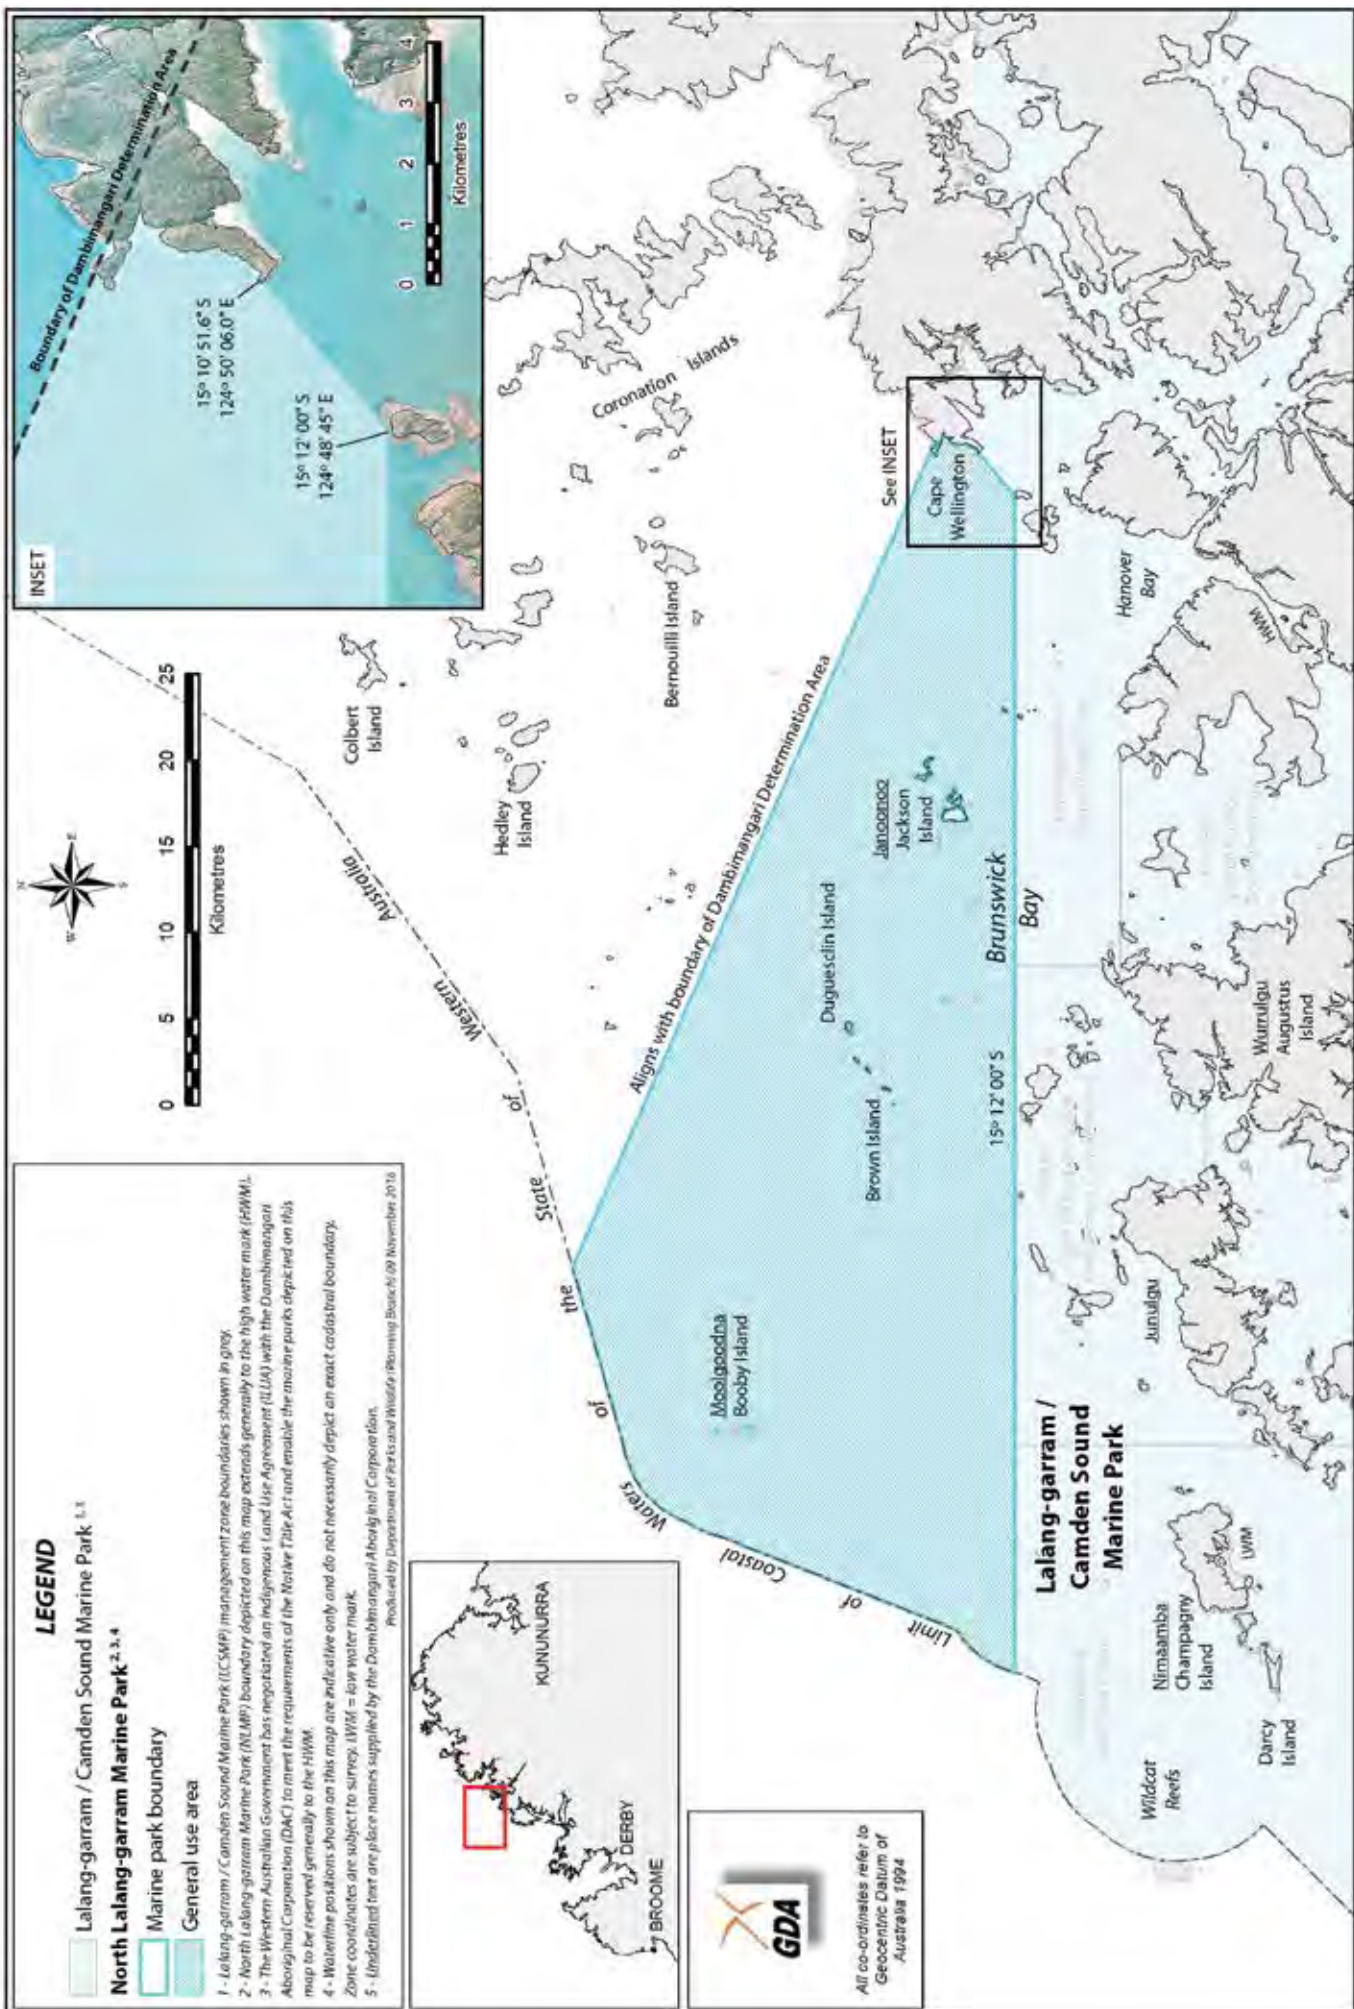 LEGEND
Lalang-garram / Camden Sound Marine Park 1,3
North Lalang-garram Marine Park 2, 3, 4
Marine park boundary
General use area
1 - Lalang-garram / Camden Sound Marine Park (LCSMP) management zone boundaries shown in grey.
2 - North Lalang-garram Marine Park (NLMP) boundary depicted on this map extends generally to the high water mark (HWM).
3 - The Western Australian Government has negotiated an Indigenous Land Use Agreement (ILUA) with the Dambimangari
Aboriginal Corporation (DAC) to meet the requirements of the Native Title Act and enable the marine parks depicted on this
map to be reserved generally to the HWM.
4 - Waterline positions shown on this map are indicative only and do not necessarily depict an exact cadastral boundary.
Zone coordinates are subject to survey. LWM = low water mark.
5 - Underlined text are place names supplied by the Dambimangari Aboriginal Corporation.
Produced by Department of Parks and Wildlife (Planning Branch) 09 November 2016
N
W
E
S
0 5 10 15 20 25
Kilometres
INSET
Boundary of Dambimangari Determination Area
15° 10' 51.6" S
124° 50' 06.0" E
15° 12' 00" S
124° 48' 45" E
0 1 2 3 4
Kilometres
KUNUNURRA
DERBY
BROOME
GDA
All co-ordinates refer to
Geocentric Datum of
Australia 1994
Limit of Coastal Waters of the State of Western Australia
Colbert
Island
Hedley
Island
Bernouilli Island
Coronation Islands
Aligns with boundary of Dambimangari Determination Area
See INSET
Cape
Wellington
Moolgoodna
Booby Island
Duguesclin Island
Brown Island
Janoonoo
Jackson
Island
15° 12' 00" S
Brunswick
Bay
Lalang-garram /
Camden Sound
Marine Park
Hanover
Bay
HWM
Wurrulgu
Augustus
Island
Junulgu
Nimaamba
Champagny
Island
LWM
Darcy
Island
Wildcat
Reefs